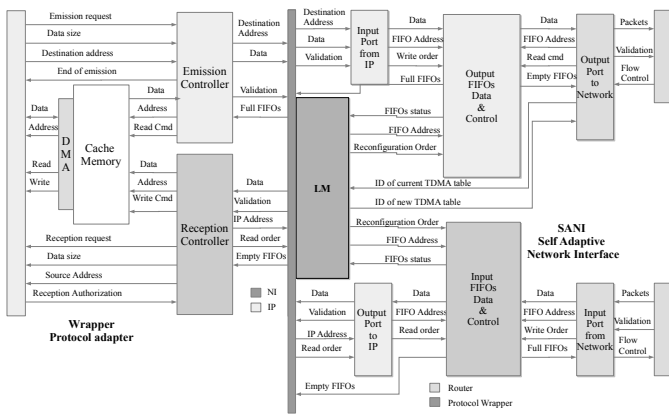 Emission request
Data size
Destination address
End of emission
Data
Address
Read
Write
DMA
Cache
Memory
Data
Address
Read Cmd
Data
Address
Write Cmd
Emission
Controller
Reception
Controller
Reception request
Data size
Source Address
Reception Authorization
Wrapper
Protocol adapter
Destination
Address
Data
Validation
Full FIFOs
Data
Validation
IP Address
Read order
Empty FIFOs
NI
IP
Destination
Address
Data
Validation
Input
Port
from
IP
Data
FIFO Address
Write order
Full FIFOs
Output
FIFOs
Data
&
Control
Data
FIFO Address
Read cmd
Empty FIFOs
Output
Port
to
Network
Packets
Validation
Flow
Control
LM
FIFOs status
FIFO Address
Reconfiguration Order
ID of current TDMA table
ID of new TDMA table
Reconfiguration Order
FIFO Address
FIFOs status
SANI
Self Adaptive
Network Interface
Data
Validation
IP Address
Read order
Empty FIFOs
Output
Port
to
IP
Data
FIFO Address
Read order
Input
FIFOs
Data
&
Control
Data
FIFO Address
Write Order
Full FIFOs
Input
Port
from
Network
Packets
Validation
Flow
Control
Router
Protocol Wrapper